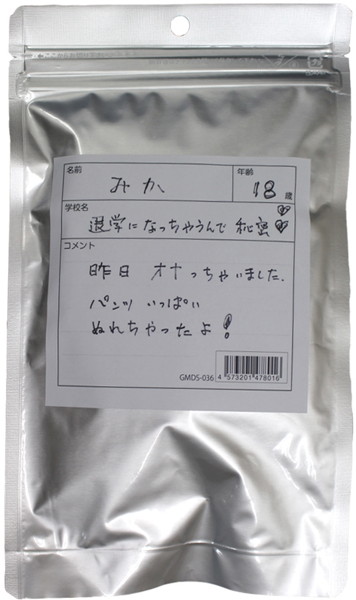 名前
みか
年齢
18歳
学校名
退学になっちゃうんで秘密
コメント
昨日 オナっちゃいました。
パンツ いっぱい
ぬれちゃったよ!
GMDS-036
4 573201 478016